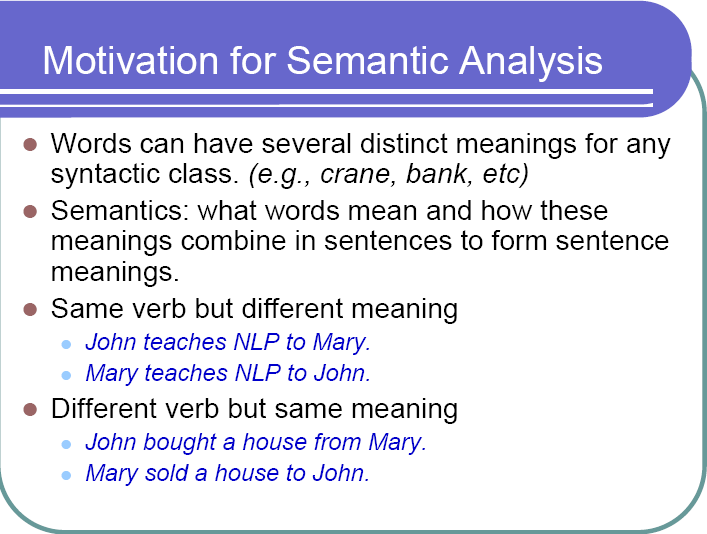 Motivation for Semantic Analysis
Words can have several distinct meanings for any
syntactic class. (e.g., crane, bank, etc)
Semantics: what words mean and how these
meanings combine in sentences to form sentence
meanings.
Same verb but different meaning
John teaches NLP to Mary.
Mary teaches NLP to John.
Different verb but same meaning
John bought a house from Mary.
Mary sold a house to John.